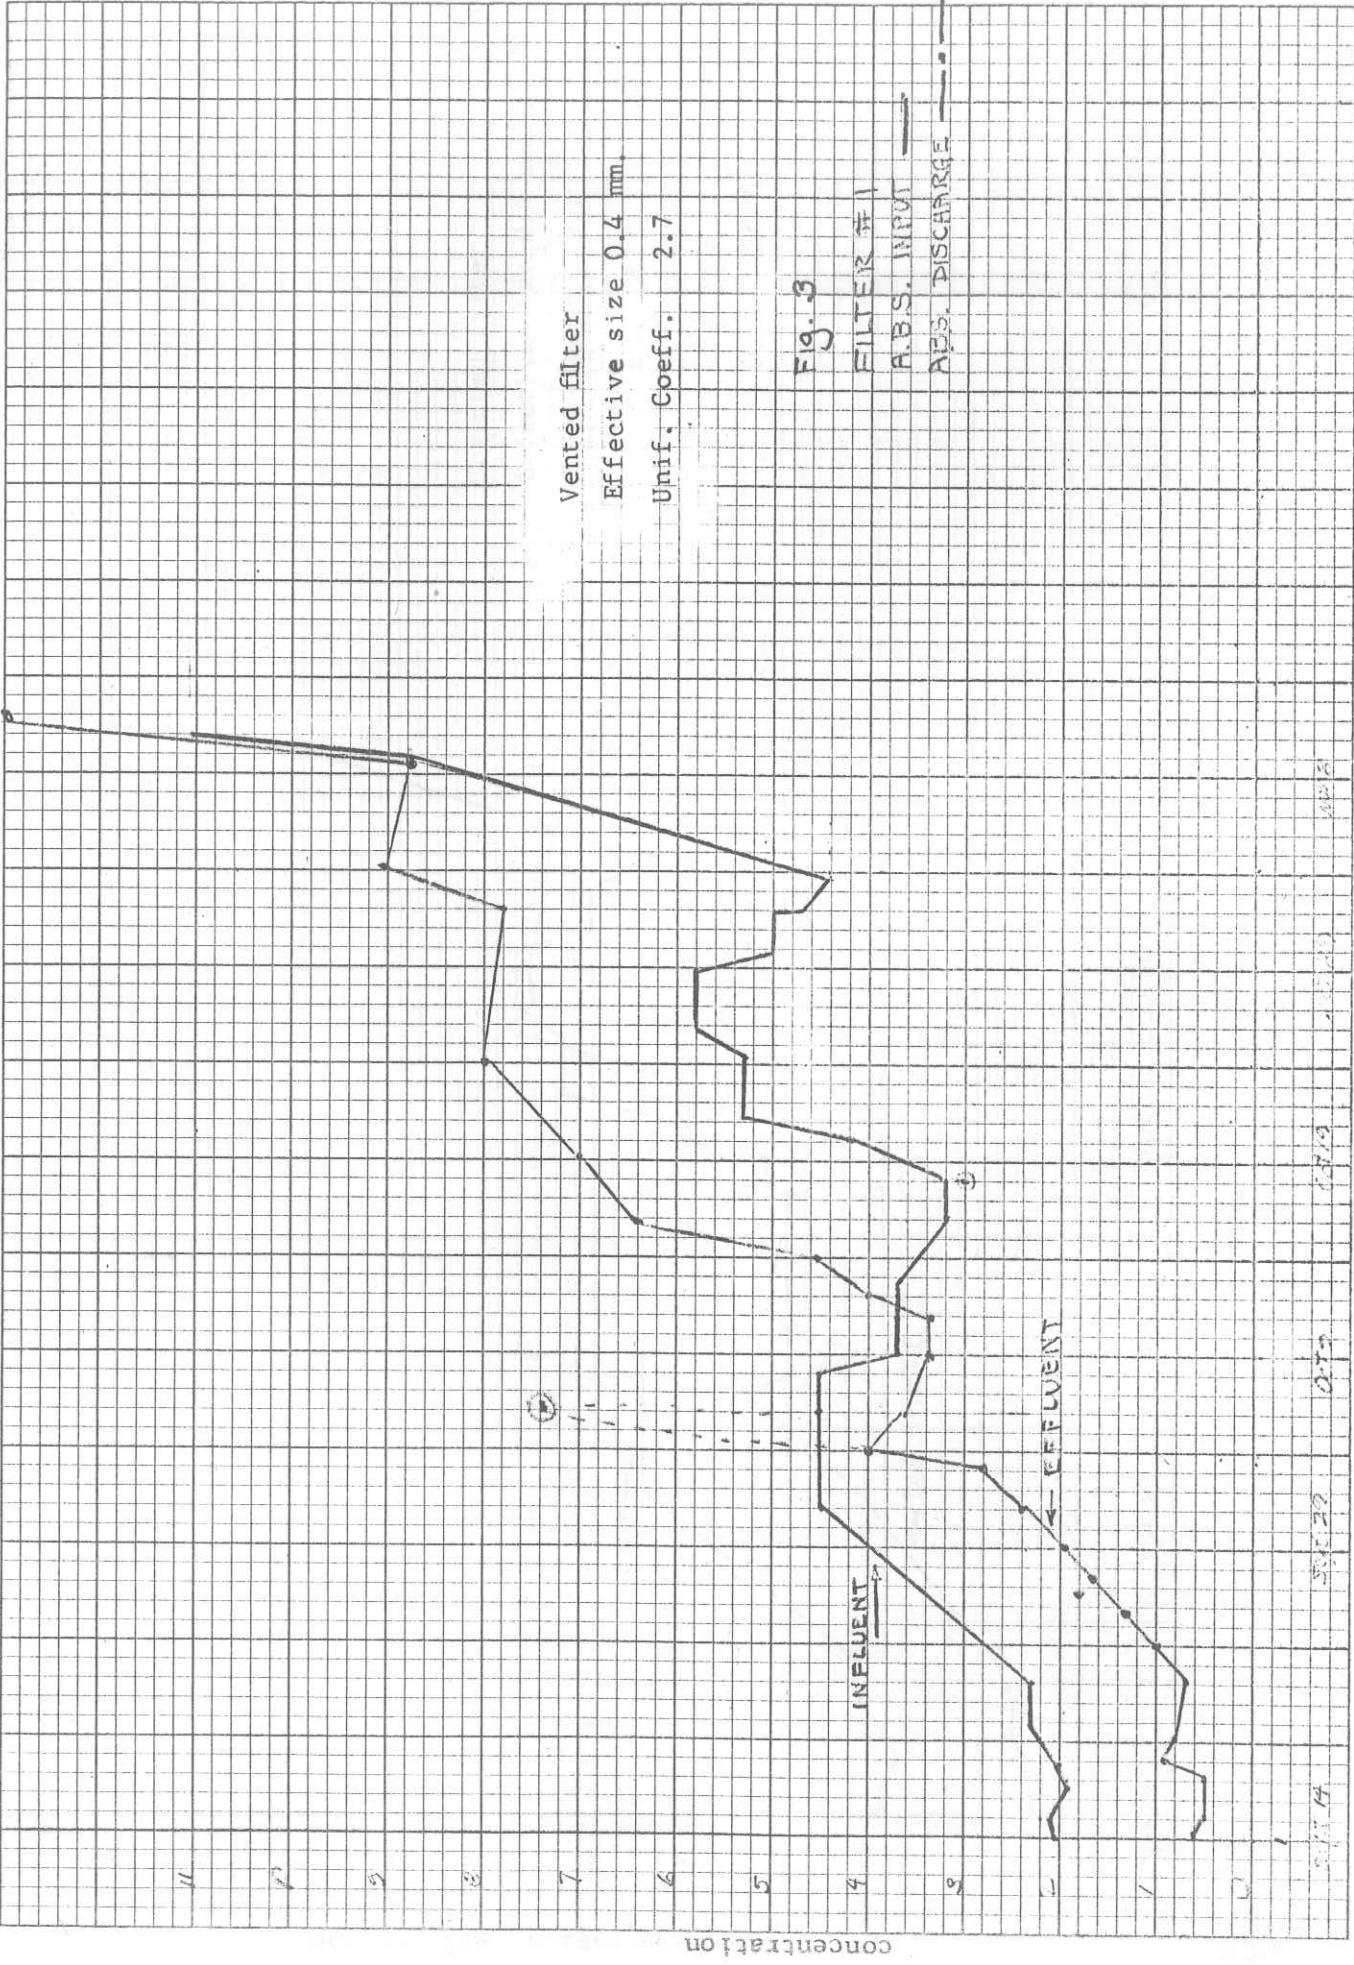 Vented filter
Effective size 0.4 mm.
Unif. Coeff. 2.7
Fig. 3
FILTER #1
A.B.S. INPUT
ABS. DISCHARGE
INFLUENT
← EFFLUENT
concentration
11
9
8
7
6
5
4
3
2
1
0